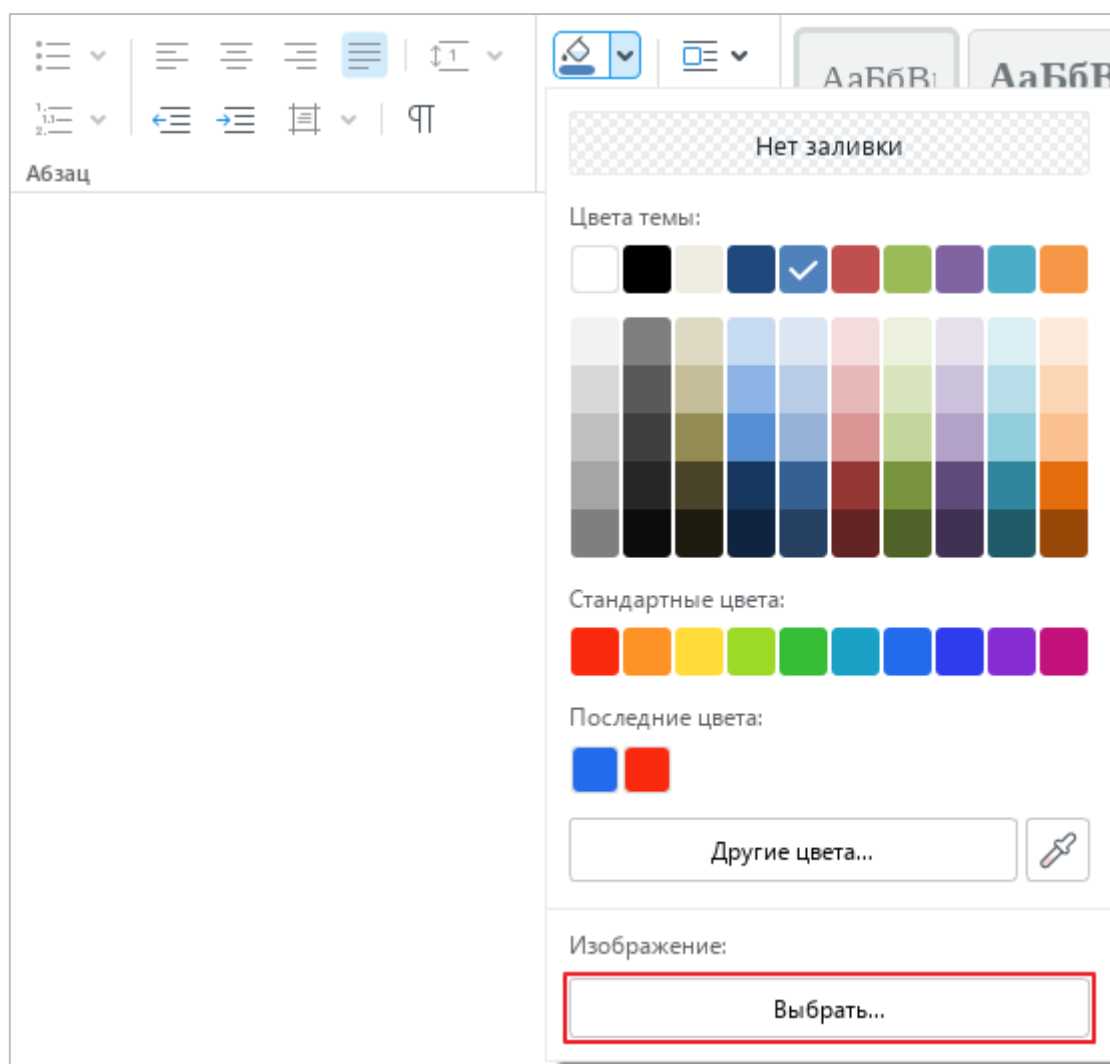 АаБбВ
АаБбВ
Абзац
Нет заливки
Цвета темы:
Стандартные цвета:
Последние цвета:
Другие цвета...
Изображение:
Выбрать...